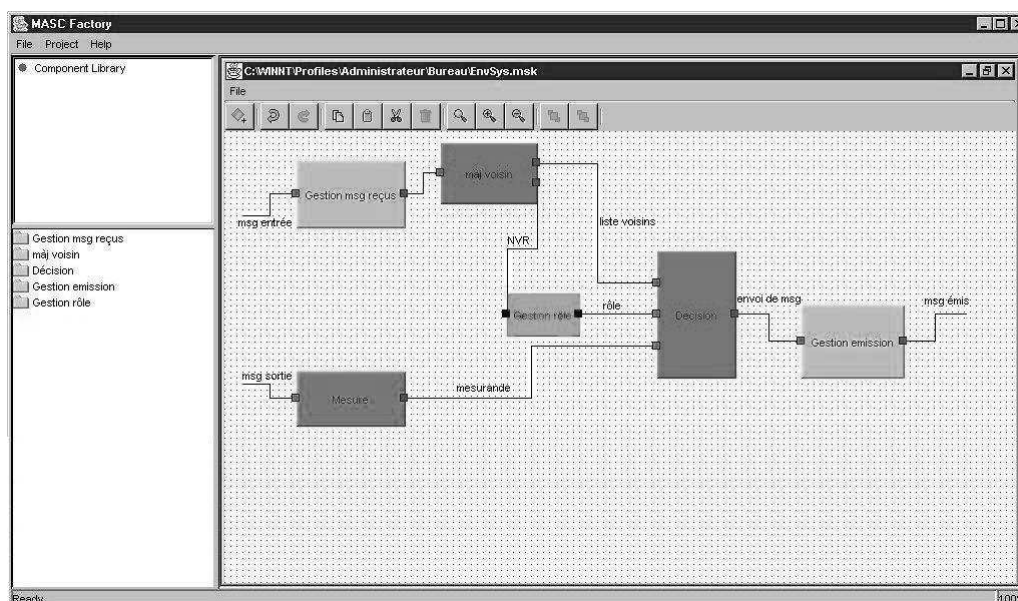 MASC Factory
File Project Help
Component Library
C:\WINNT\Profiles\Administrateur\Bureau\EnvSys.msk
File
Gestion msg reçus
màj voisin
msg entrée
liste voisins
NVR
Gestion rôle
rôle
Décision
envoi de msg
msg émis
Gestion emission
msg sortie
Mesure
mesurande
Gestion msg reçus
màj voisin
Décision
Gestion emission
Gestion rôle
Ready
100%